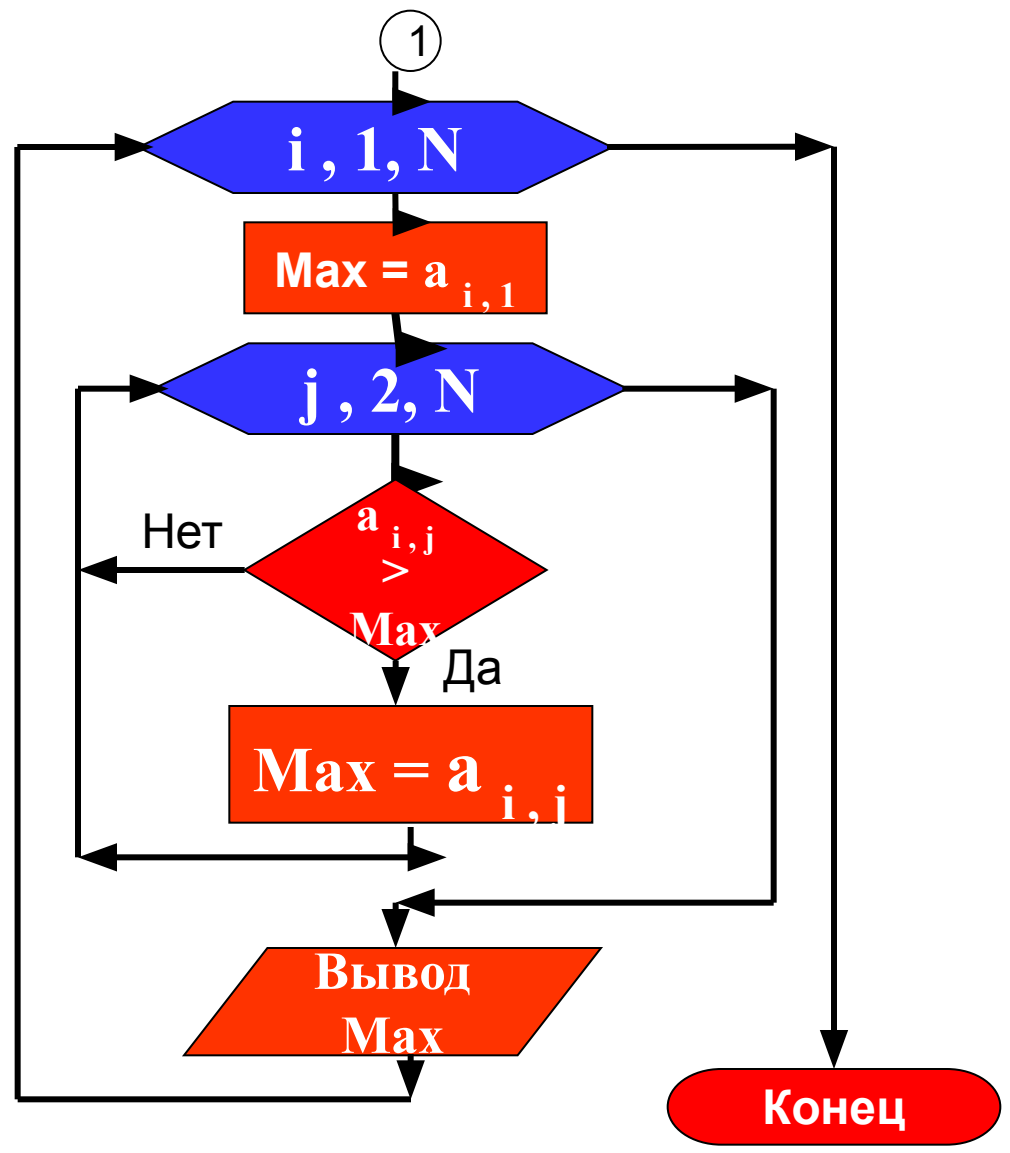 1
i , 1, N
Max = a i , 1
j , 2, N
a i , j
>
Max
Нет
Да
Max = a i , j
Вывод
Max
Конец